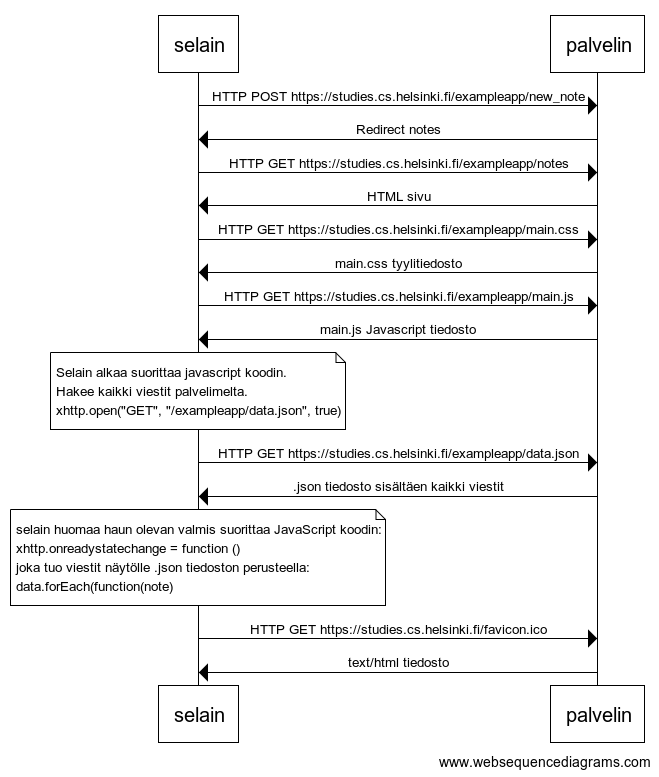 selain
palvelin
HTTP POST https://studies.cs.helsinki.fi/exampleapp/new_note
Redirect notes
HTTP GET https://studies.cs.helsinki.fi/exampleapp/notes
HTML sivu
HTTP GET https://studies.cs.helsinki.fi/exampleapp/main.css
main.css tyylitiedosto
HTTP GET https://studies.cs.helsinki.fi/exampleapp/main.js
main.js Javascript tiedosto
Selain alkaa suorittaa javascript koodin.
Hakee kaikki viestit palvelimelta.
xhttp.open("GET", "/exampleapp/data.json", true)
HTTP GET https://studies.cs.helsinki.fi/exampleapp/data.json
.json tiedosto sisältäen kaikki viestit
selain huomaa haun olevan valmis suorittaa JavaScript koodin:
xhttp.onreadystatechange = function ()
joka tuo viestit näytölle .json tiedoston perusteella:
data.forEach(function(note)
HTTP GET https://studies.cs.helsinki.fi/favicon.ico
text/html tiedosto
selain
palvelin
www.websequencediagrams.com